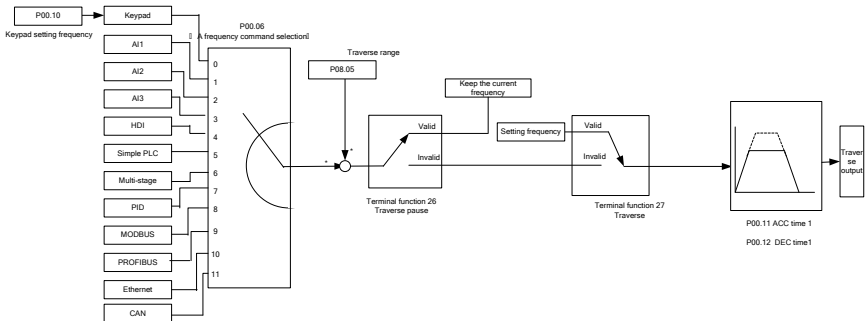 P00.10
Keypad setting frequency
Keypad
AI1
AI2
AI3
HDI
Simple PLC
Multi-stage
PID
MODBUS
PROFIBUS
Ethernet
CAN
P00.06
A frequency command selection
0
1
2
3
4
5
6
7
8
9
10
11
Traverse range
P08.05
*
*
Keep the current
frequency
Valid
Invalid
Terminal function 26
Traverse pause
Setting frequency
Valid
Invalid
Terminal function 27
Traverse
P00.11 ACC time 1
P00.12 DEC time1
Traver
se
output